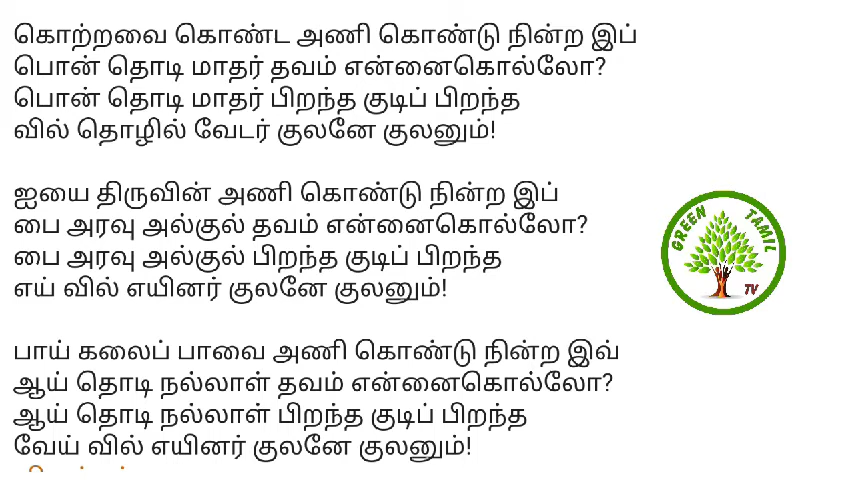 கொற்றவை கொண்ட அணி கொண்டு நின்ற இப்
பொன் தொடி மாதர் தவம் என்னைகொல்லோ?
பொன் தொடி மாதர் பிறந்த குடிப் பிறந்த
வில் தொழில் வேடர் குலனே குலனும்!
ஐயை திருவின் அணி கொண்டு நின்ற இப்
பை அரவு அல்குல் தவம் என்னைகொல்லோ?
பை அரவு அல்குல் பிறந்த குடிப் பிறந்த
எய் வில் எயினர் குலனே குலனும்!
பாய் கலைப் பாவை அணி கொண்டு நின்ற இவ்
ஆய் தொடி நல்லாள் தவம் என்னைகொல்லோ?
ஆய் தொடி நல்லாள் பிறந்த குடிப் பிறந்த
வேய் வில் எயினர் குலனே குலனும்!
GREEN TAMIL TV